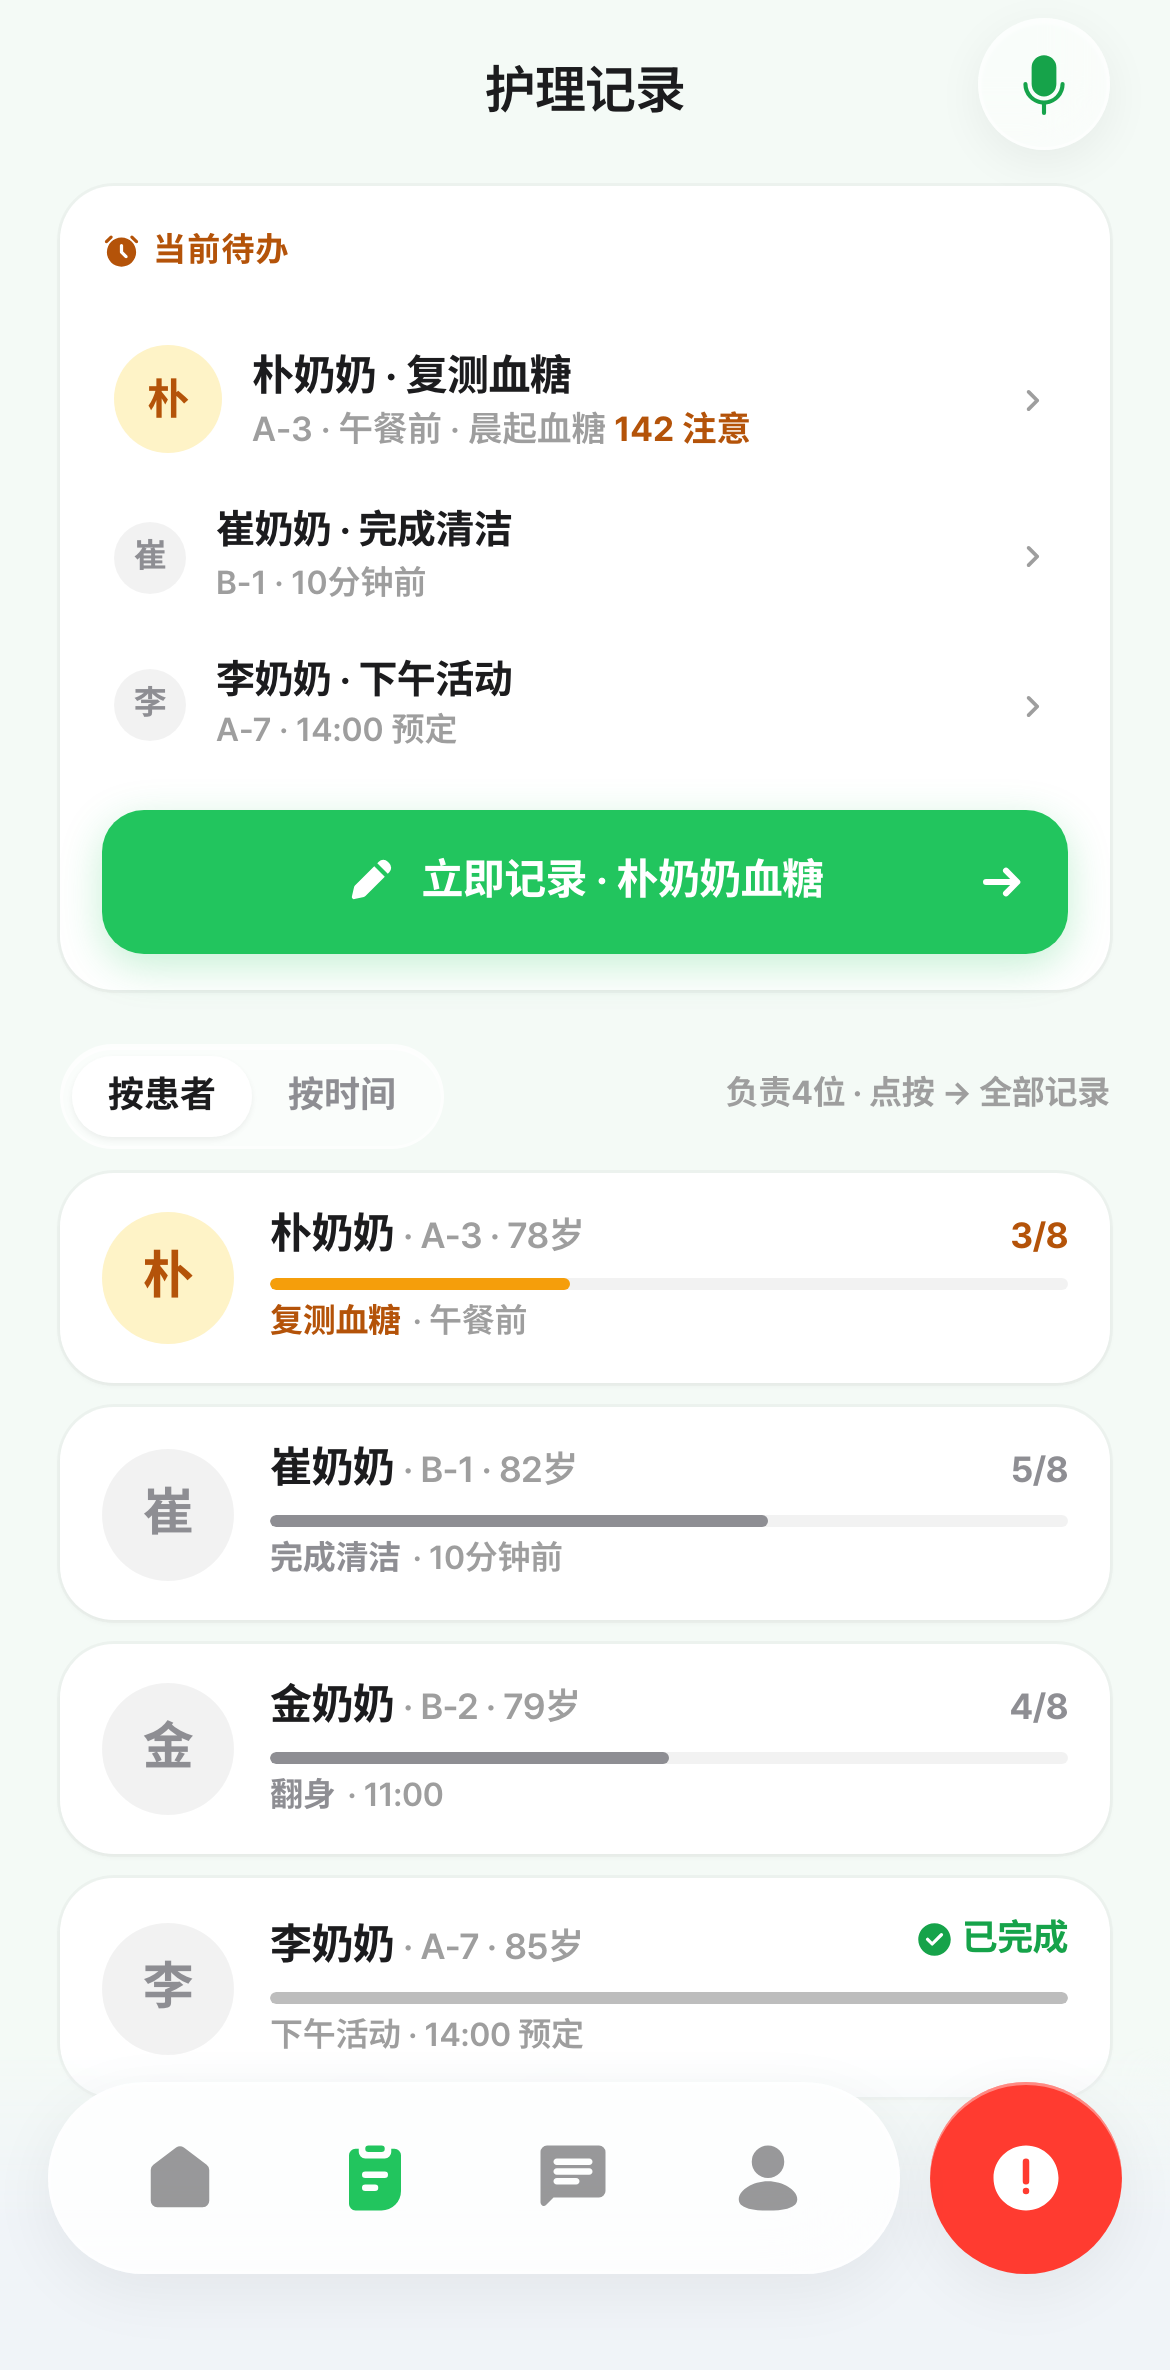 护理记录
当前待办
朴
朴奶奶 · 复测血糖
A-3 · 午餐前 · 晨起血糖 142 注意
崔
崔奶奶 · 完成清洁
B-1 · 10分钟前
李
李奶奶 · 下午活动
A-7 · 14:00 预定
立即记录 · 朴奶奶血糖
按患者 按时间 负责4位 · 点按 → 全部记录
朴
朴奶奶 · A-3 · 78岁 3/8
复测血糖 · 午餐前
崔
崔奶奶 · B-1 · 82岁 5/8
完成清洁 · 10分钟前
金
金奶奶 · B-2 · 79岁 4/8
翻身 · 11:00
李
李奶奶 · A-7 · 85岁 已完成
下午活动 · 14:00 预定